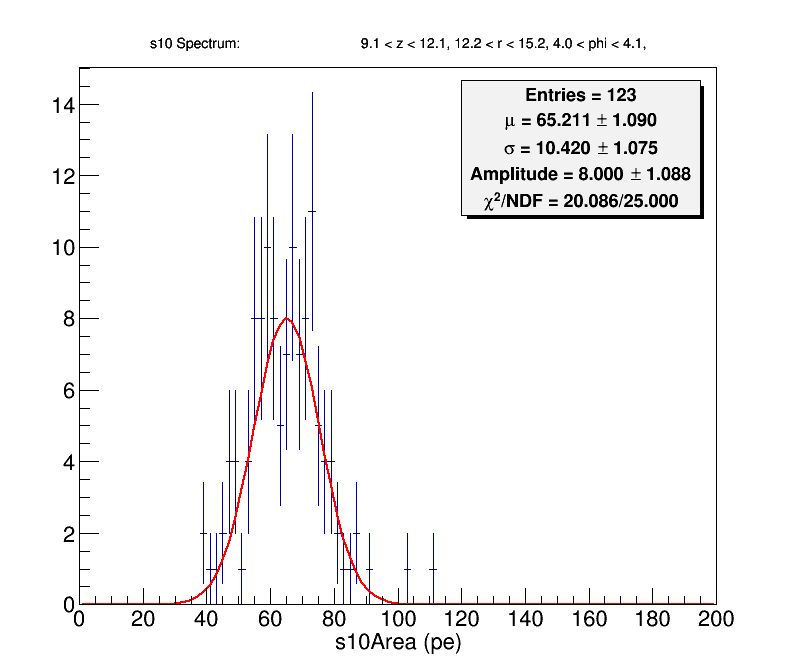 s10 Spectrum: 9.1 < z < 12.1, 12.2 < r < 15.2, 4.0 < phi < 4.1,
Entries = 123
μ = 65.211 ± 1.090
σ = 10.420 ± 1.075
Amplitude = 8.000 ± 1.088
χ²/NDF = 20.086/25.000
14
12
10
8
6
4
2
0
0 20 40 60 80 100 120 140 160 180 200
s10Area (pe)